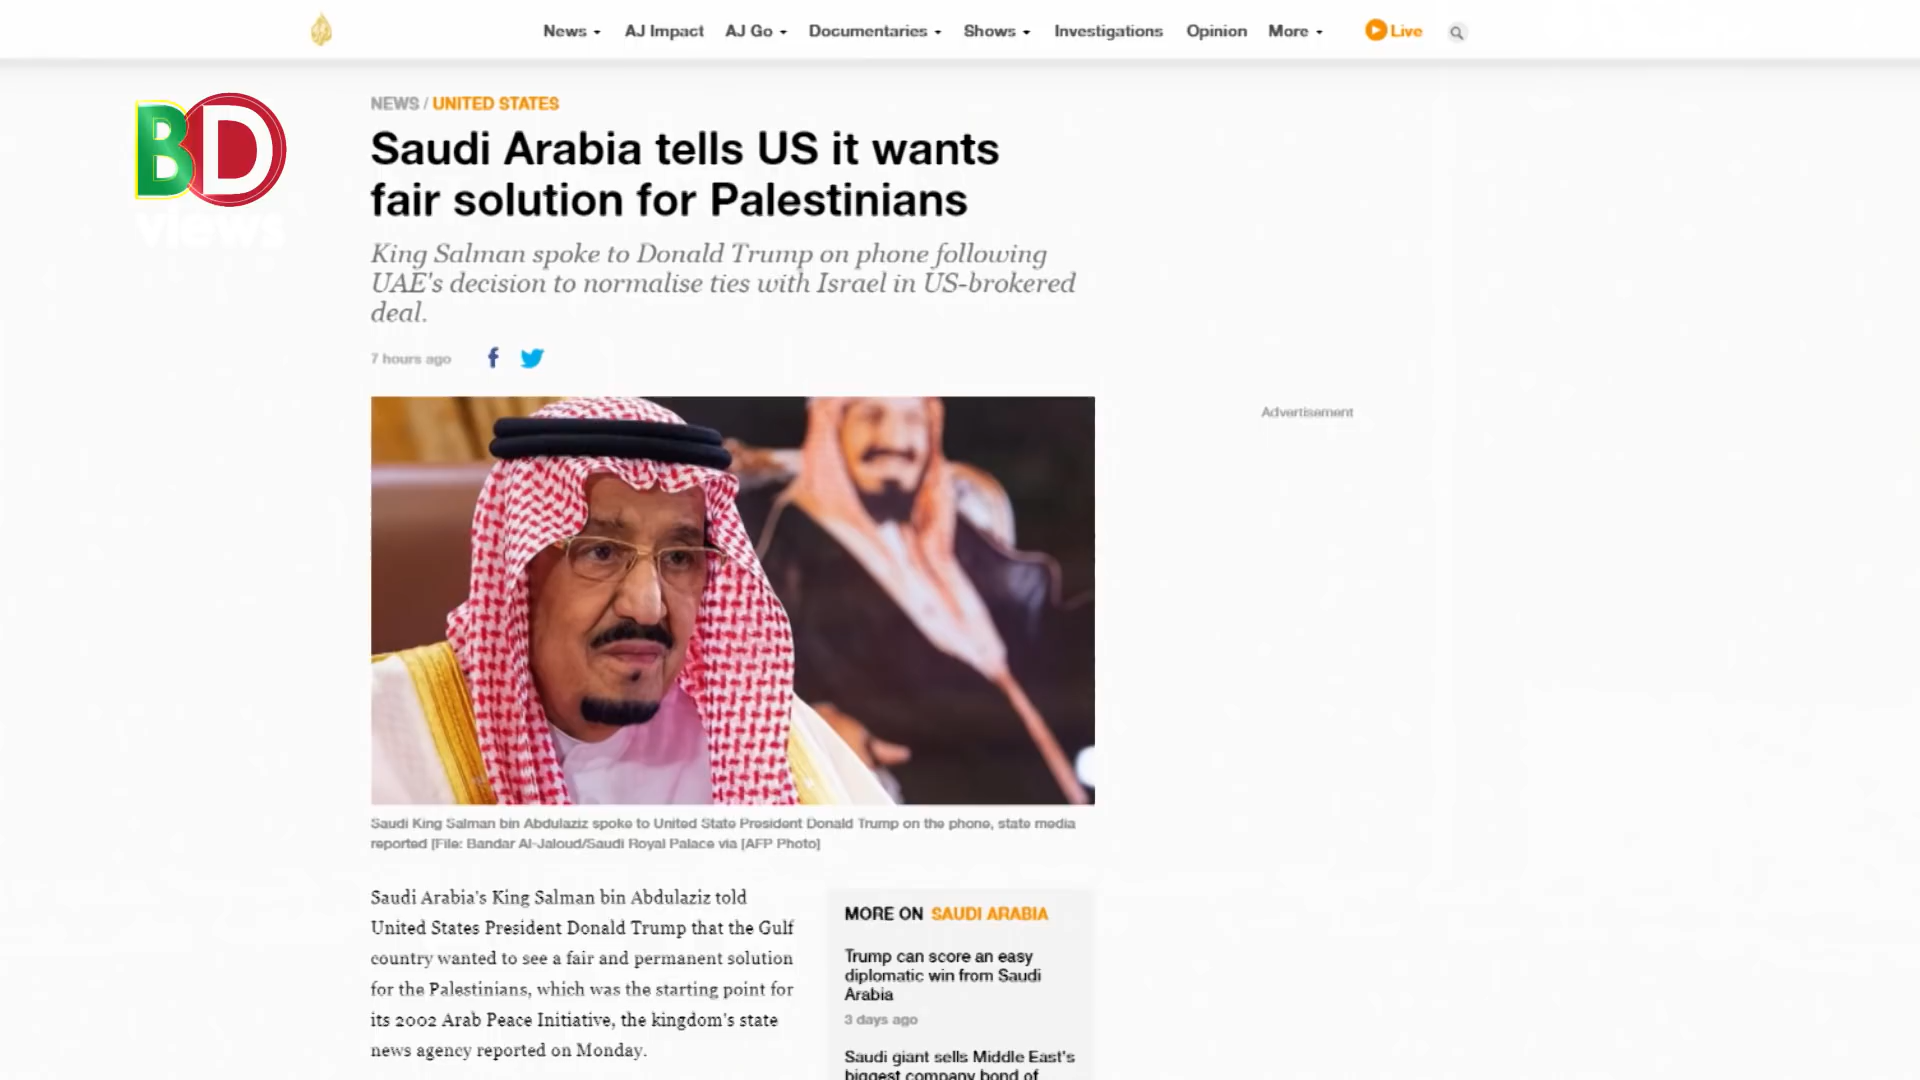 News AJ Impact AJ Go Documentaries Shows Investigations Opinion More Live
BD
views
NEWS / UNITED STATES
Saudi Arabia tells US it wants
fair solution for Palestinians
King Salman spoke to Donald Trump on phone following
UAE's decision to normalise ties with Israel in US-brokered
deal.
7 hours ago
Advertisement
Saudi King Salman bin Abdulaziz spoke to United State President Donald Trump on the phone, state media
reported [File: Bandar Al-Jaloud/Saudi Royal Palace via [AFP Photo]
Saudi Arabia's King Salman bin Abdulaziz told
United States President Donald Trump that the Gulf
country wanted to see a fair and permanent solution
for the Palestinians, which was the starting point for
its 2002 Arab Peace Initiative, the kingdom's state
news agency reported on Monday.
MORE ON SAUDI ARABIA
Trump can score an easy
diplomatic win from Saudi
Arabia
3 days ago
Saudi giant sells Middle East's
biggest company bond of